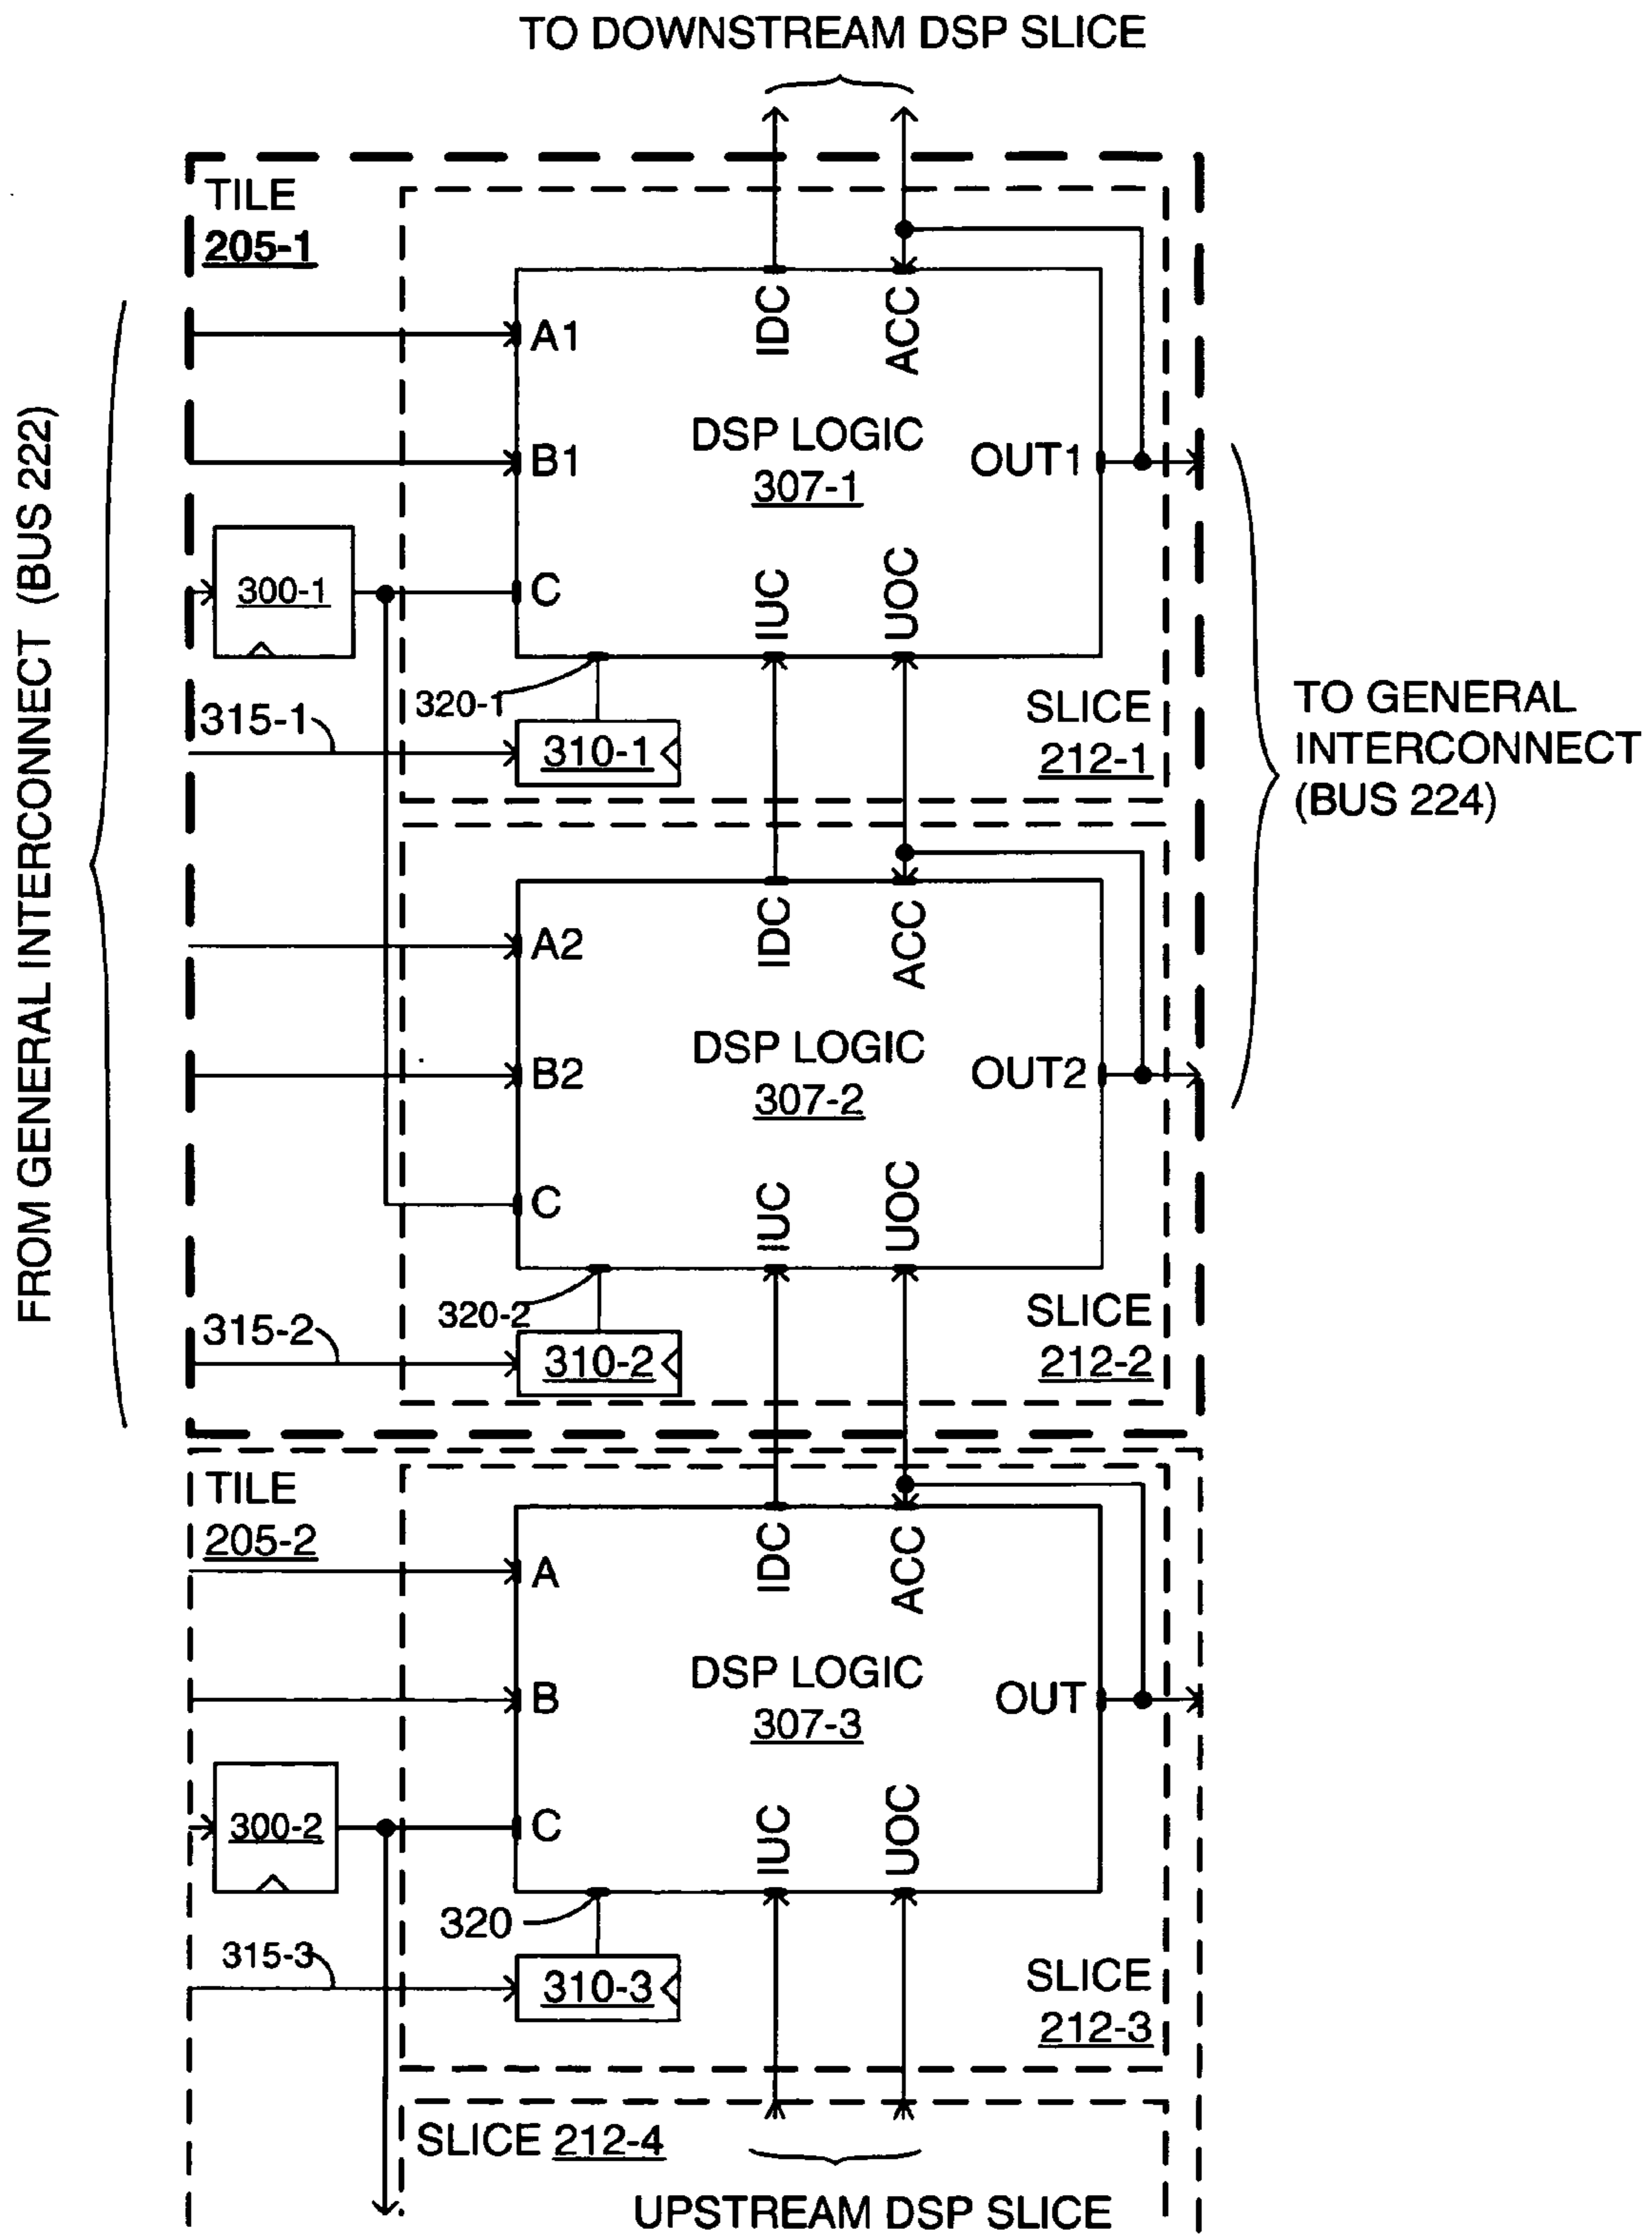 TO DOWNSTREAM DSP SLICE
TILE
205-1
IDC
ACC
A1
DSP LOGIC
307-1
B1
OUT1
300-1
C
IUC
UOC
320-1
315-1
310-1
SLICE
212-1
FROM GENERAL INTERCONNECT (BUS 222)
TO GENERAL
INTERCONNECT
(BUS 224)
IDC
ACC
A2
DSP LOGIC
307-2
B2
OUT2
C
IUC
UOC
320-2
315-2
310-2
SLICE
212-2
TILE
205-2
IDC
ACC
A
DSP LOGIC
307-3
B
OUT
300-2
C
IUC
UOC
320
315-3
310-3
SLICE
212-3
SLICE 212-4
UPSTREAM DSP SLICE